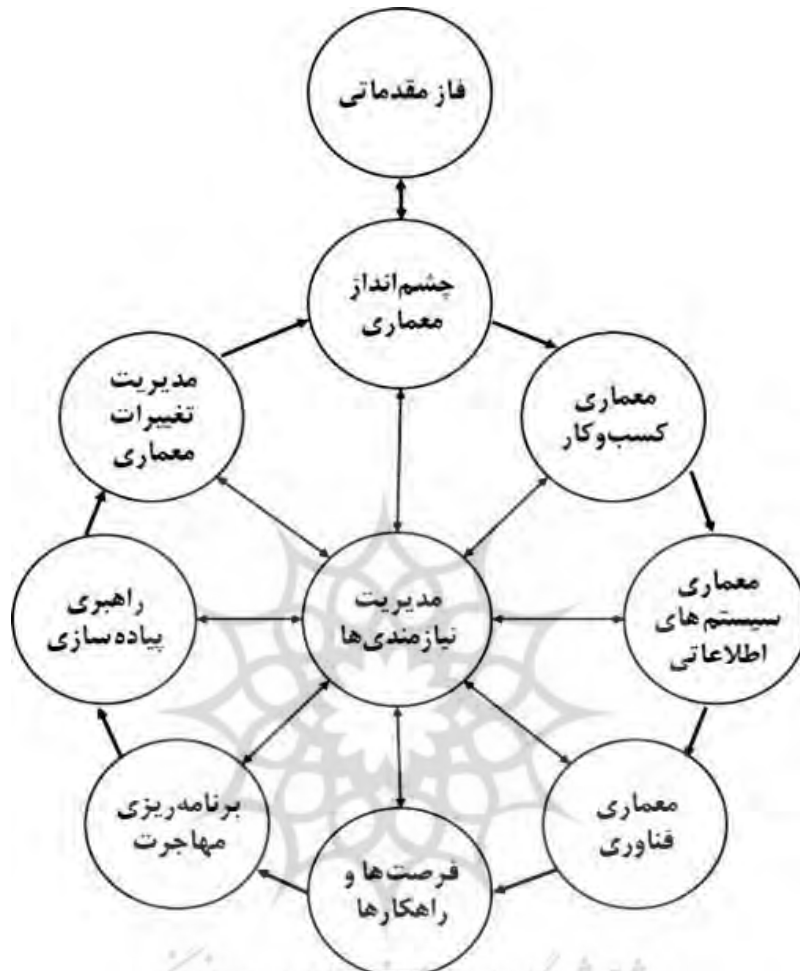 فاز مقدماتی
چشم‌انداز
معماری
معماری
کسب‌وکار
معماری
سیستم‌های
اطلاعاتی
معماری
فناوری
فرصت‌ها و
راهکارها
برنامه‌ریزی
مهاجرت
راهبری
پیاده‌سازی
مدیریت
تغییرات
معماری
مدیریت
نیازمندی‌ها